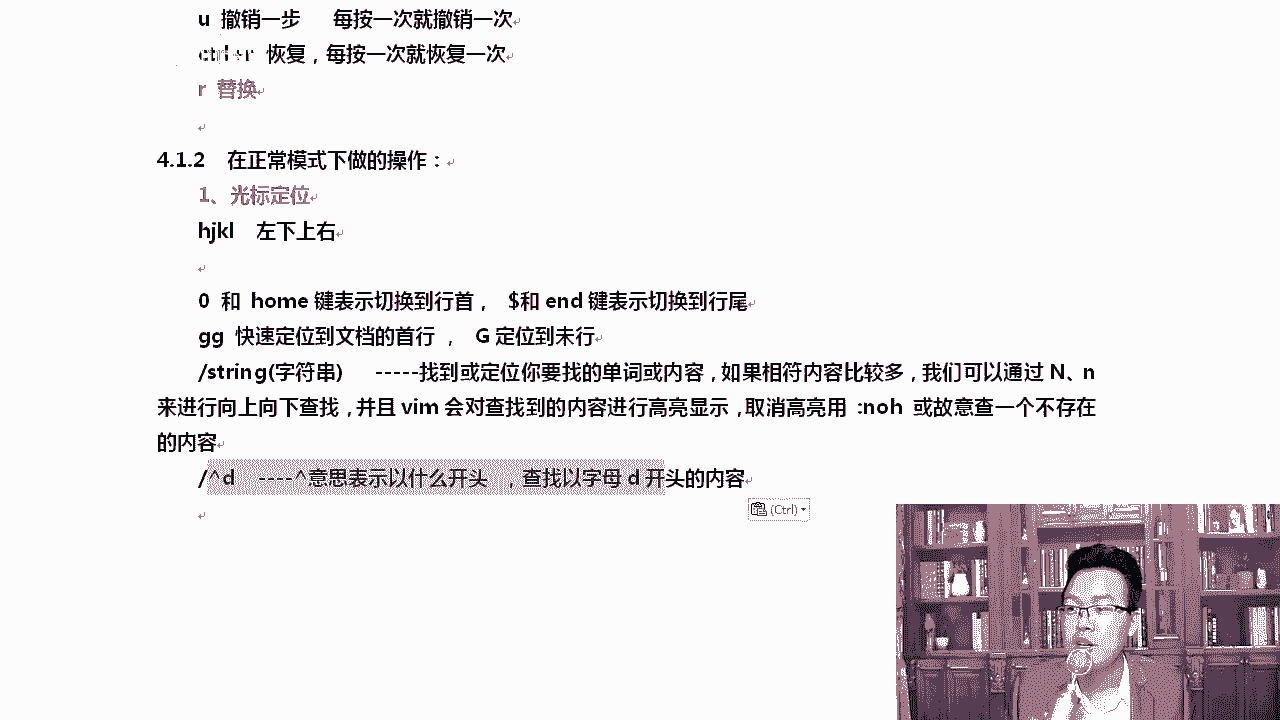 u 撤销一步 每按一次就撤销一次
ctrl+r 恢复，每按一次就恢复一次
r 替换
4.1.2 在正常模式下做的操作：
1、光标定位
hjkl 左下上右
0 和 home 键表示切换到行首， $和 end 键表示切换到行尾
gg 快速定位到文档的首行 ， G 定位到未行
/string(字符串) -----找到或定位你要找的单词或内容，如果相符内容比较多，我们可以通过 N、n
来进行向上向下查找，并且 vim 会对查找到的内容进行高亮显示，取消高亮用 :noh 或故意查一个不存在
的内容
/^d ----^意思表示以什么开头 ，查找以字母 d 开头的内容
(Ctrl)